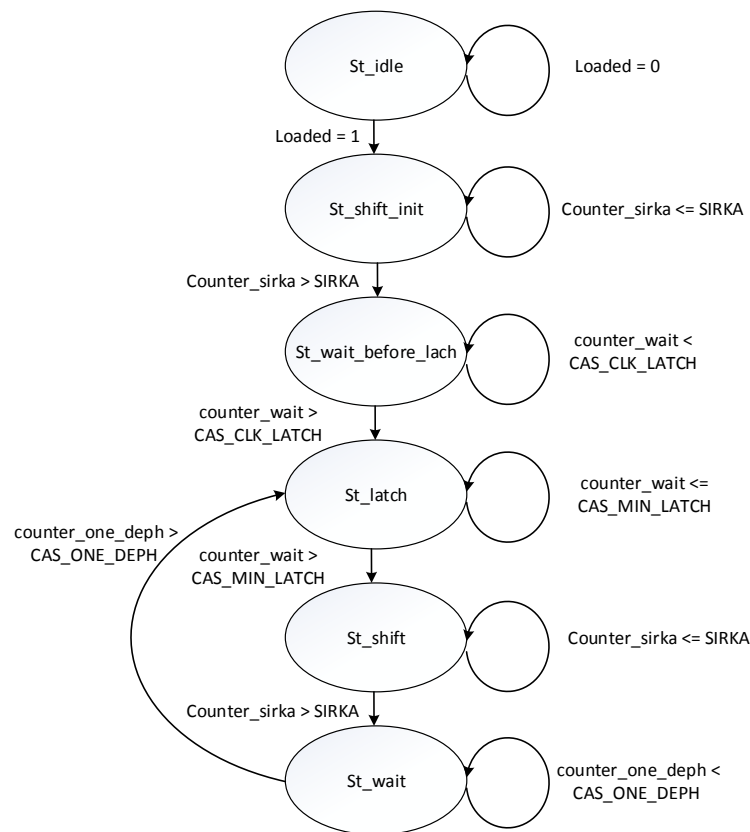 St_idle
Loaded = 0
Loaded = 1
St_shift_init
Counter_sirka <= SIRKA
Counter_sirka > SIRKA
St_wait_before_lach
counter_wait <
CAS_CLK_LATCH
counter_wait >
CAS_CLK_LATCH
St_latch
counter_wait <=
CAS_MIN_LATCH
counter_one_deph >
CAS_ONE_DEPH
counter_wait >
CAS_MIN_LATCH
St_shift
Counter_sirka <= SIRKA
Counter_sirka > SIRKA
St_wait
counter_one_deph <
CAS_ONE_DEPH